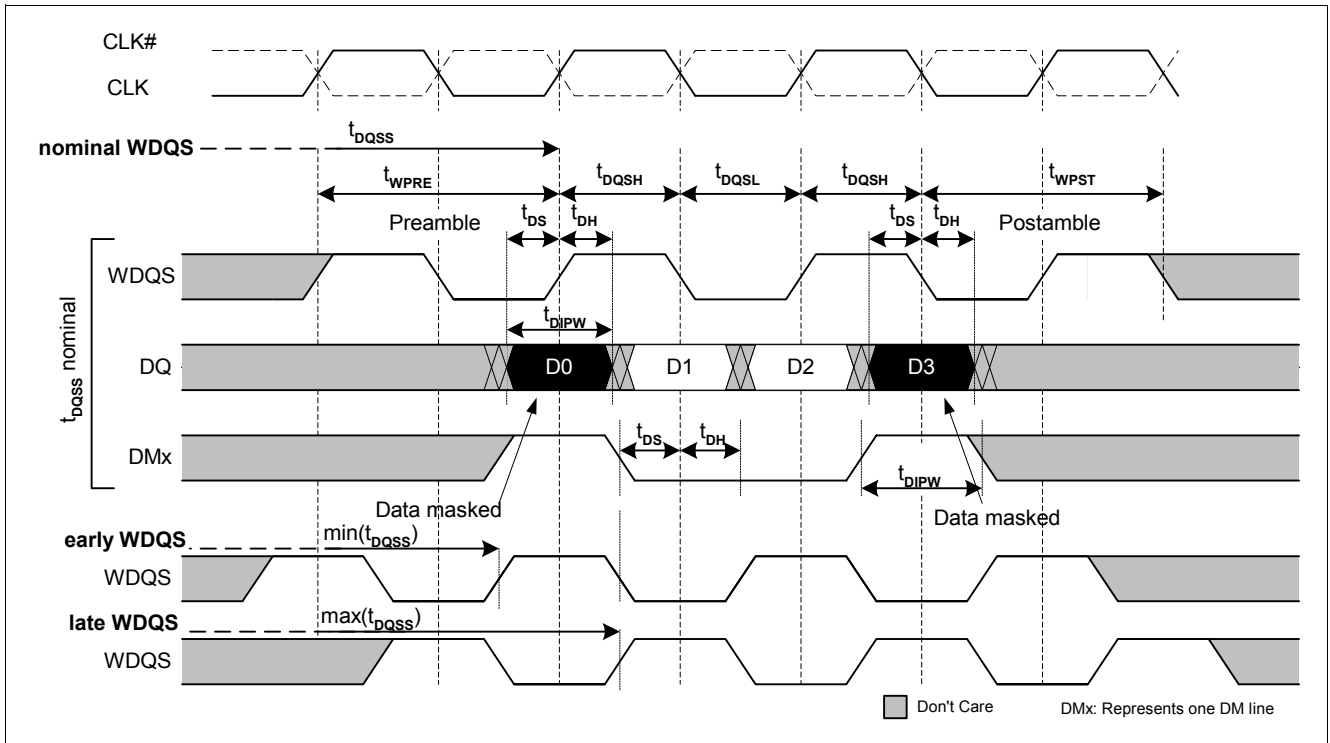 CLK#
CLK
nominal WDQS
tDQSS
tWPRE
tDQSH
tDQSL
tDQSH
tWPST
Preamble
tDS
tDH
tDS
tDH
Postamble
tDQSS nominal
WDQS
tDIPW
DQ
D0
D1
D2
D3
DMx
tDS
tDH
tDIPW
Data masked
Data masked
early WDQS
min(tDQSS)
WDQS
late WDQS
max(tDQSS)
WDQS
Don't Care
DMx: Represents one DM line